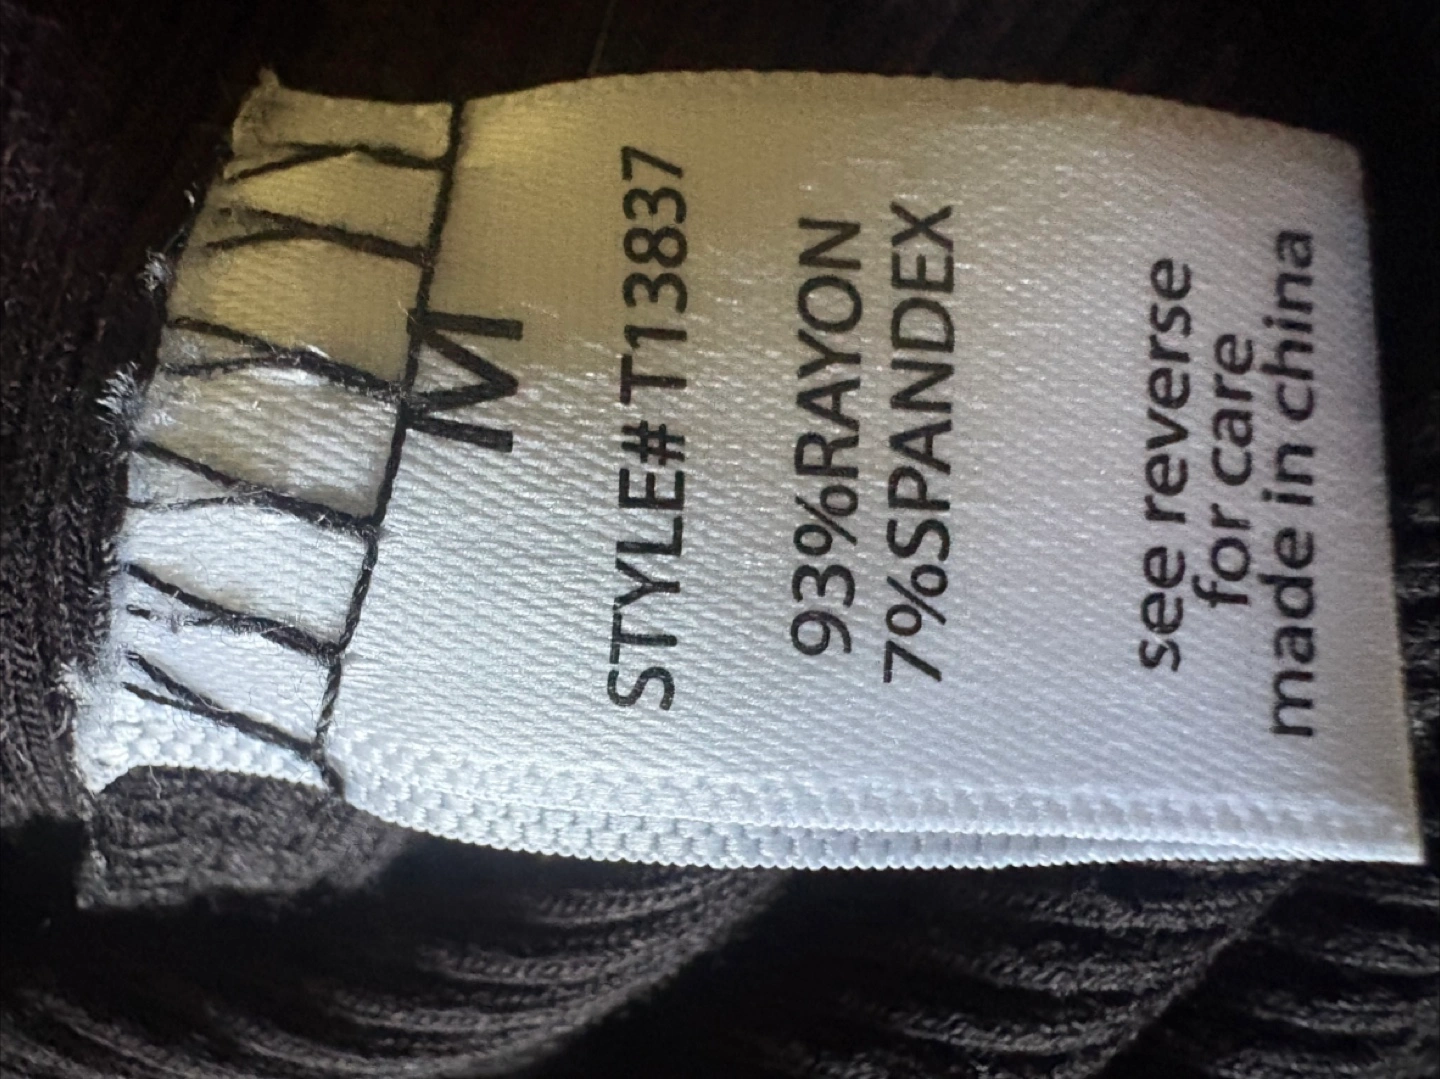 M
STYLE# T13837
93%RAYON
7%SPANDEX
see reverse
for care
made in china